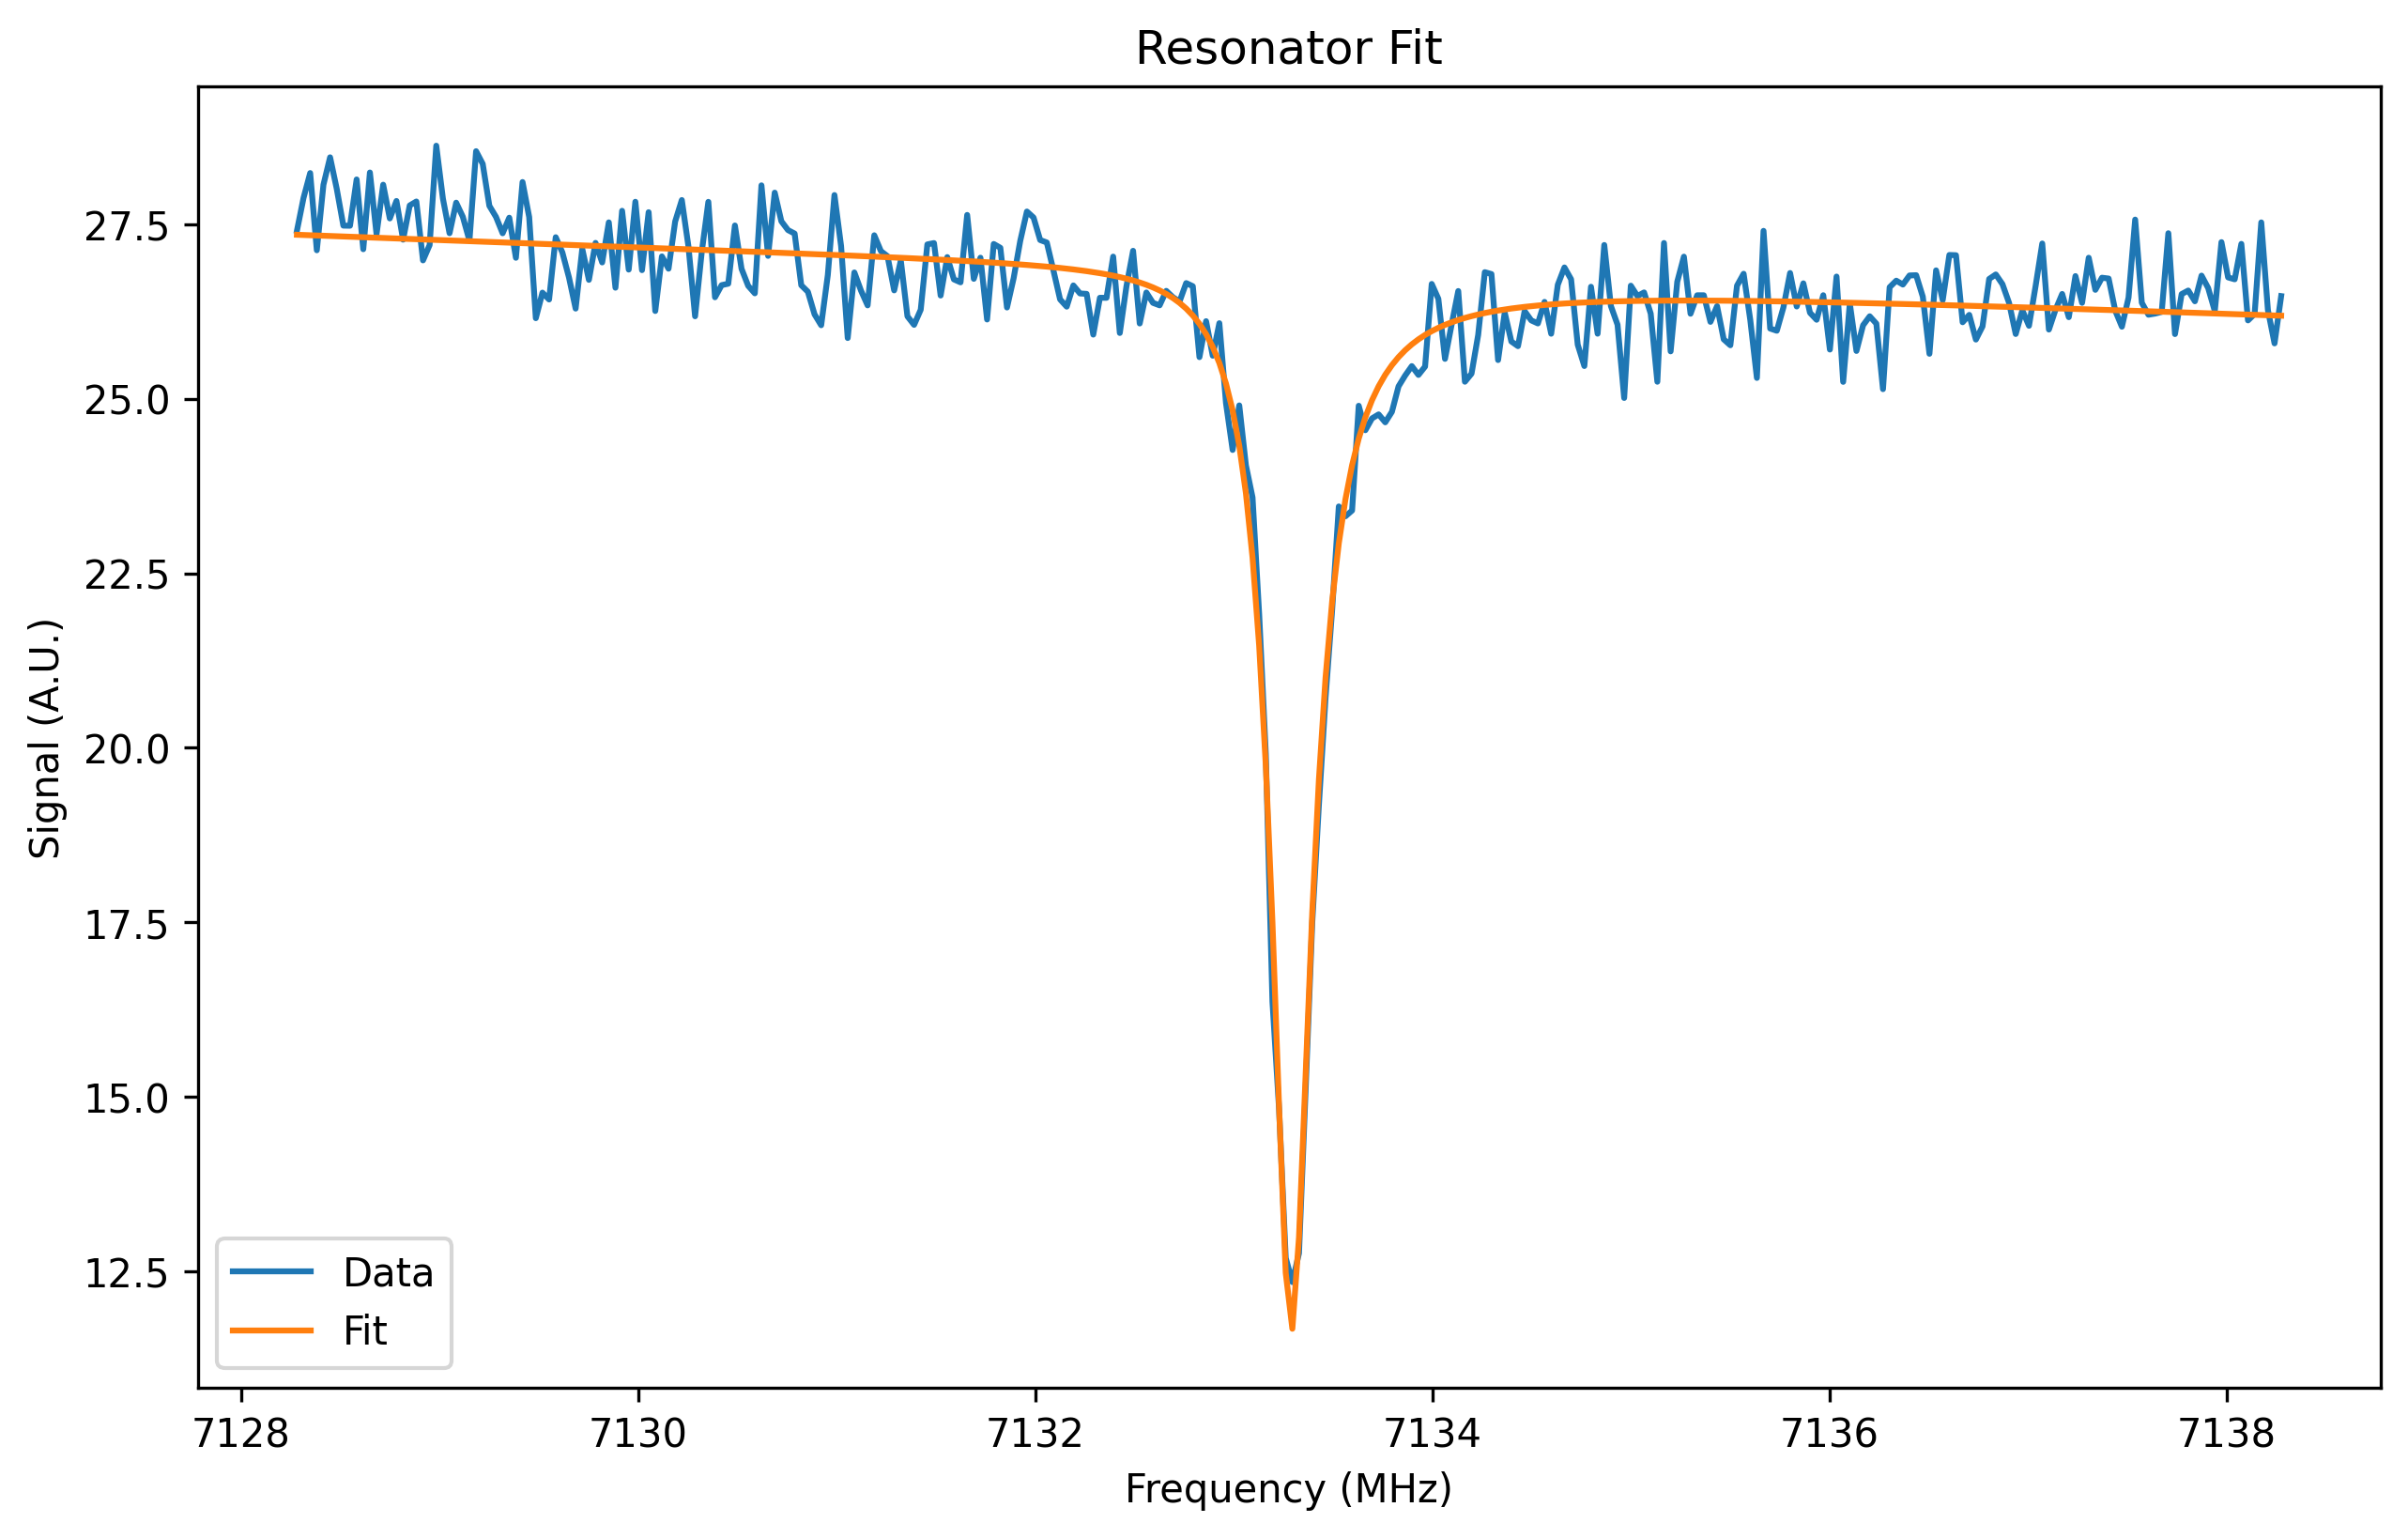 Resonator Fit
Signal (A.U.)
27.5
25.0
22.5
20.0
17.5
15.0
12.5
Data
Fit
7128 7130 7132 7134 7136 7138
Frequency (MHz)